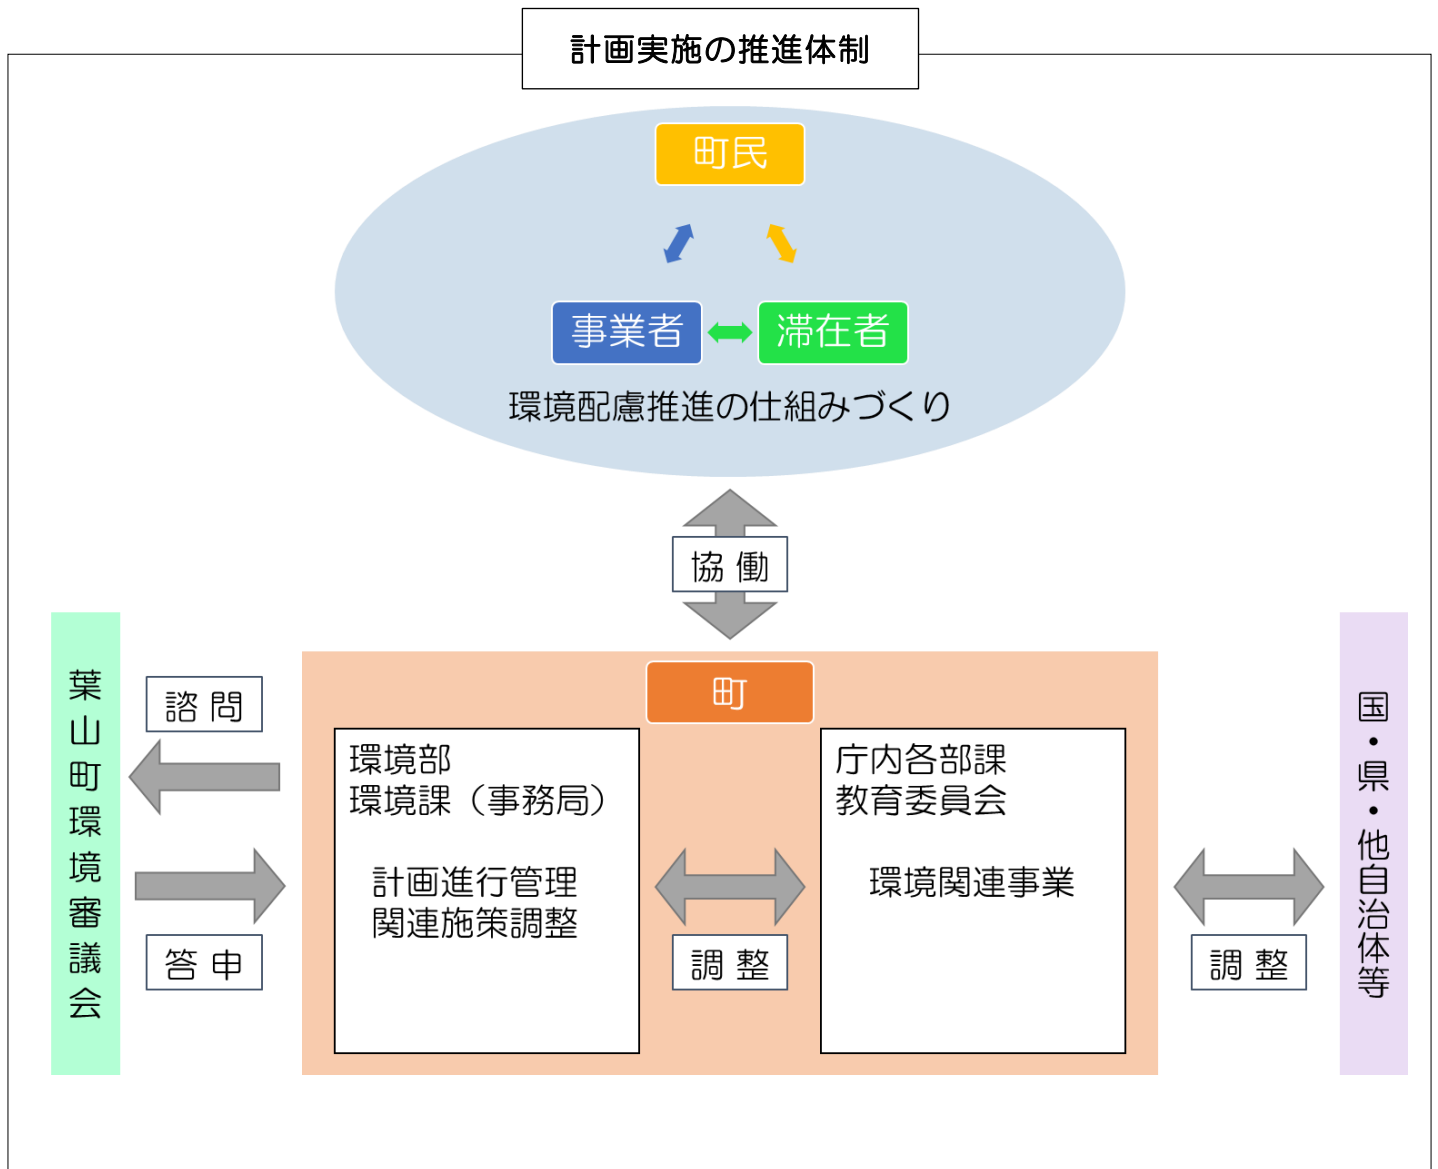 計画実施の推進体制
町民
事業者
滞在者
環境配慮推進の仕組みづくり
協働
葉山町環境審議会
諮問
答申
町
環境部
環境課（事務局）
計画進行管理
関連施策調整
調整
庁内各部課
教育委員会
環境関連事業
調整
国・県・他自治体等